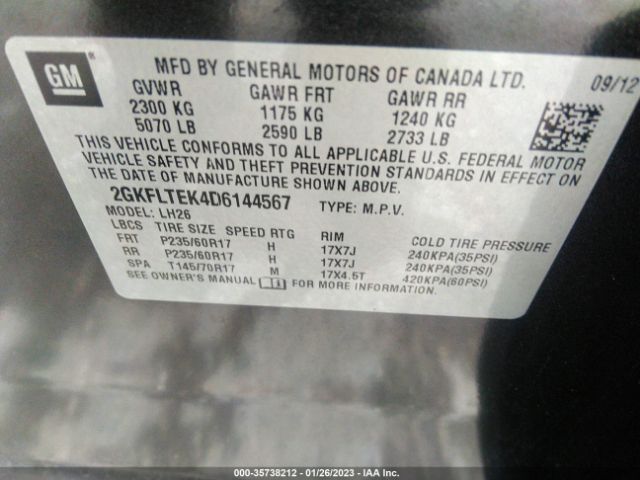 GM
MFD BY GENERAL MOTORS OF CANADA LTD.
09/12
GVWR GAWR FRT GAWR RR
2300 KG 1175 KG 1240 KG
5070 LB 2590 LB 2733 LB
THIS VEHICLE CONFORMS TO ALL APPLICABLE U.S. FEDERAL MOTOR
VEHICLE SAFETY AND THEFT PREVENTION STANDARDS IN EFFECT ON
THE DATE OF MANUFACTURE SHOWN ABOVE.
2GKFLTEK4D6144567 TYPE: M.P.V.
MODEL: LH26
LBCS TIRE SIZE SPEED RTG RIM COLD TIRE PRESSURE
FRT P235/60R17 H 17X7J 240KPA(35PSI)
RR P235/60R17 H 17X7J 240KPA(35PSI)
SPA T145/70R17 M 17X4.5T 420KPA(60PSI)
SEE OWNER'S MANUAL FOR MORE INFORMATION.
000-35738212 - 01/26/2023 - IAA Inc.